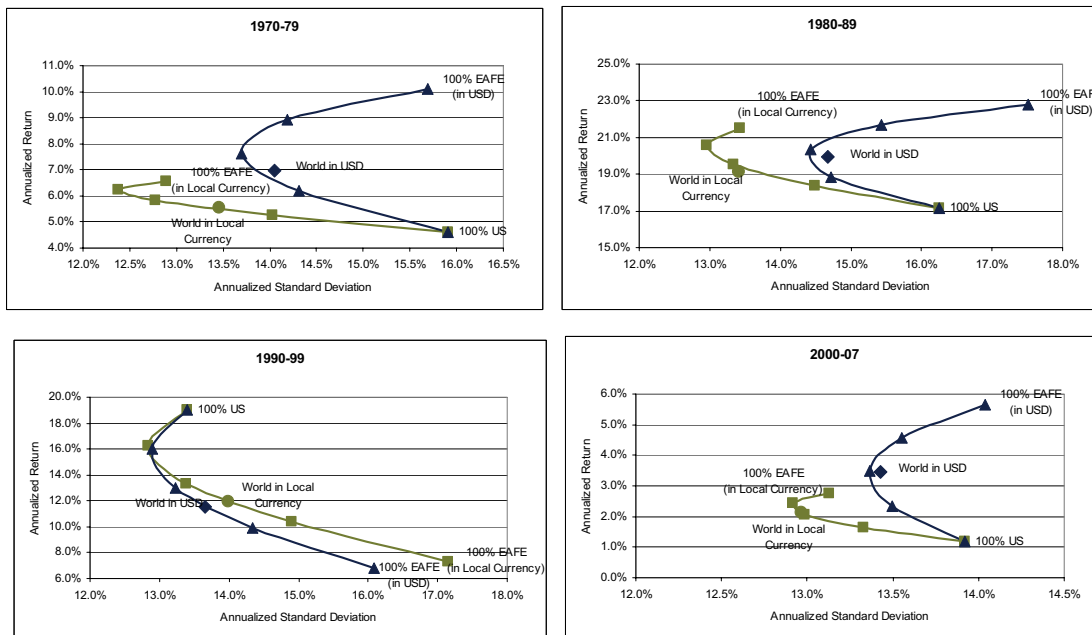 1970-79
Annualized Return
11.0%
10.0%
9.0%
8.0%
7.0%
6.0%
5.0%
4.0%
100% EAFE
(in USD)
World in USD
100% EAFE
(in Local Currency)
World in Local
Currency
100% US
12.0% 12.5% 13.0% 13.5% 14.0% 14.5% 15.0% 15.5% 16.0% 16.5%
Annualized Standard Deviation
1980-89
Annualized Return
25.0%
23.0%
21.0%
19.0%
17.0%
15.0%
100% EAFE
(in Local Currency)
100% EAF
(in USD)
World in USD
World in Local
Currency
100% US
12.0% 13.0% 14.0% 15.0% 16.0% 17.0% 18.0%
Annualized Standard Deviation
1990-99
Annualized Return
20.0%
18.0%
16.0%
14.0%
12.0%
10.0%
8.0%
6.0%
100% US
World in Local
Currency
World in USD
100% EAFE
(in Local Currency)
100% EAFE
(in USD)
12.0% 13.0% 14.0% 15.0% 16.0% 17.0% 18.0%
Annualized Standard Deviation
2000-07
Annualized Return
6.0%
5.0%
4.0%
3.0%
2.0%
1.0%
0.0%
100% EAFE
(in USD)
World in USD
100% EAFE
(in Local Currency)
World in Local
Currency
100% US
12.0% 12.5% 13.0% 13.5% 14.0% 14.5%
Annualized Standard Deviation